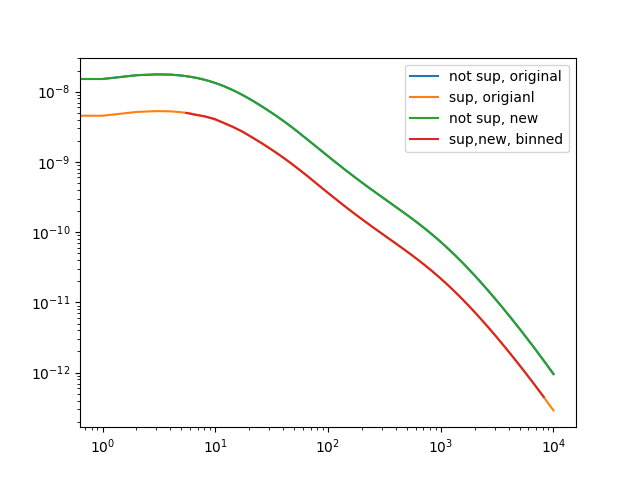 not sup, original
sup, origianl
not sup, new
sup,new, binned
10⁻⁸
10⁻⁹
10⁻¹⁰
10⁻¹¹
10⁻¹²
10⁰ 10¹ 10² 10³ 10⁴